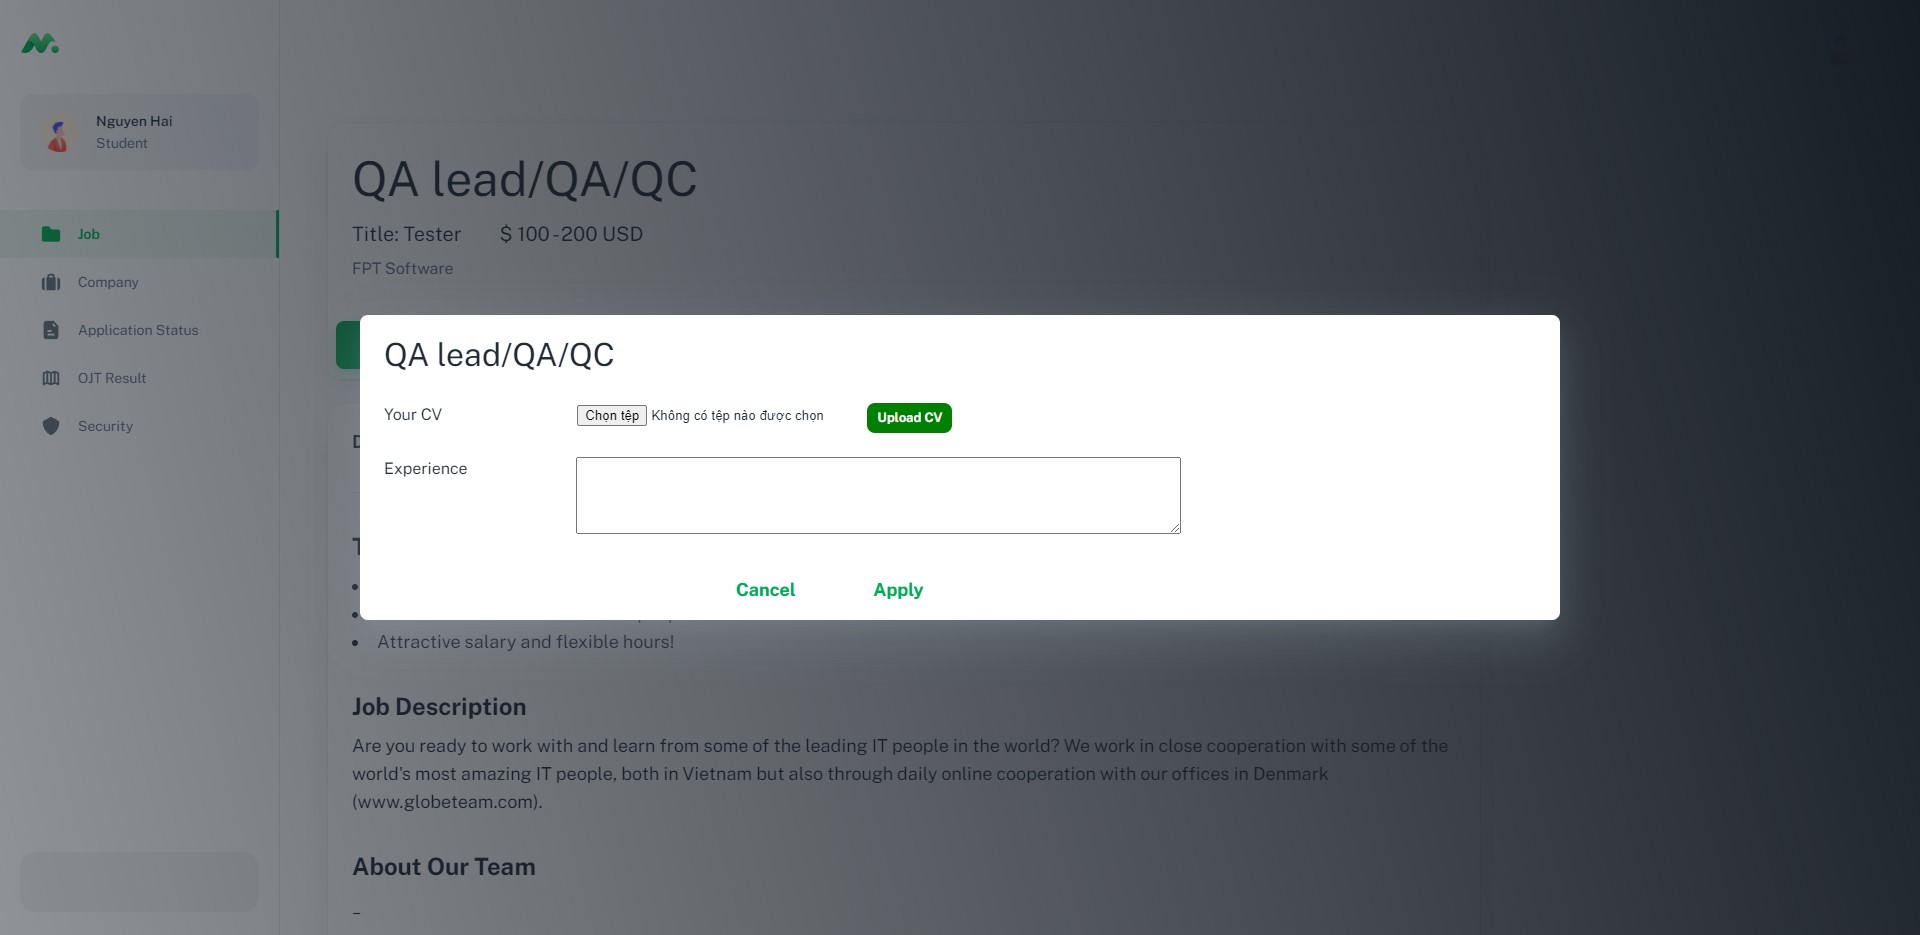 Nguyen Hai
Student
Job
Company
Application Status
OJT Result
Security
QA lead/QA/QC
Title: Tester $ 100 - 200 USD
FPT Software
QA lead/QA/QC
Your CV Chọn tệp Không có tệp nào được chọn Upload CV
Experience
Cancel Apply
• Attractive salary and flexible hours!
Job Description
Are you ready to work with and learn from some of the leading IT people in the world? We work in close cooperation with some of the
world's most amazing IT people, both in Vietnam but also through daily online cooperation with our offices in Denmark
(www.globeteam.com).
About Our Team
–